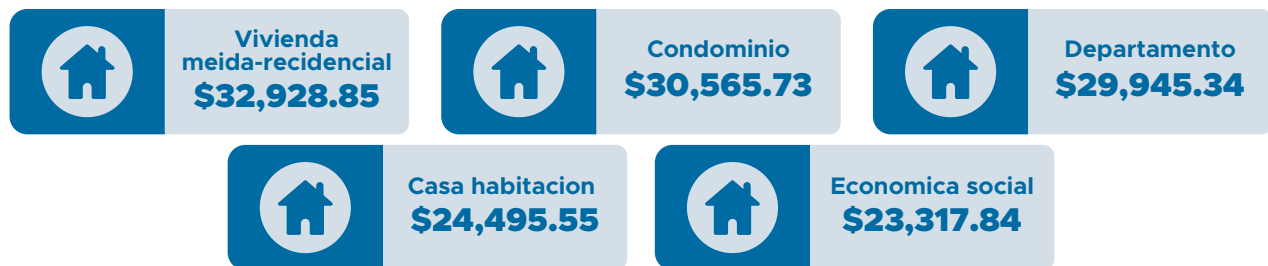 Vivienda
meida-recidencial
$32,928.85
Condominio
$30,565.73
Departamento
$29,945.34
Casa habitacion
$24,495.55
Economica social
$23,317.84